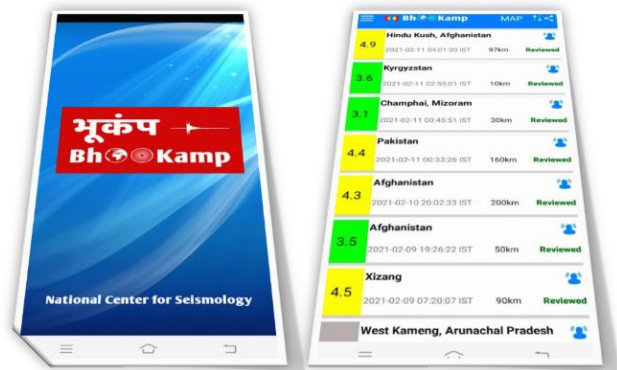 भूकंप
Bhookamp
National Center for Seismology
Bhookamp MAP
4.9 Hindu Kush, Afghanistan
2021-02-11 04:01:30 IST 97km Reviewed
3.6 Kyrgyzstan
2021-02-11 02:55:01 IST 10km Reviewed
3.1 Champhai, Mizoram
2021-02-11 00:45:51 IST 30km Reviewed
4.4 Pakistan
2021-02-11 00:33:26 IST 160km Reviewed
4.3 Afghanistan
2021-02-10 20:02:33 IST 200km Reviewed
3.5 Afghanistan
2021-02-09 19:26:22 IST 50km Reviewed
4.5 Xizang
2021-02-09 07:20:07 IST 90km Reviewed
West Kameng, Arunachal Pradesh